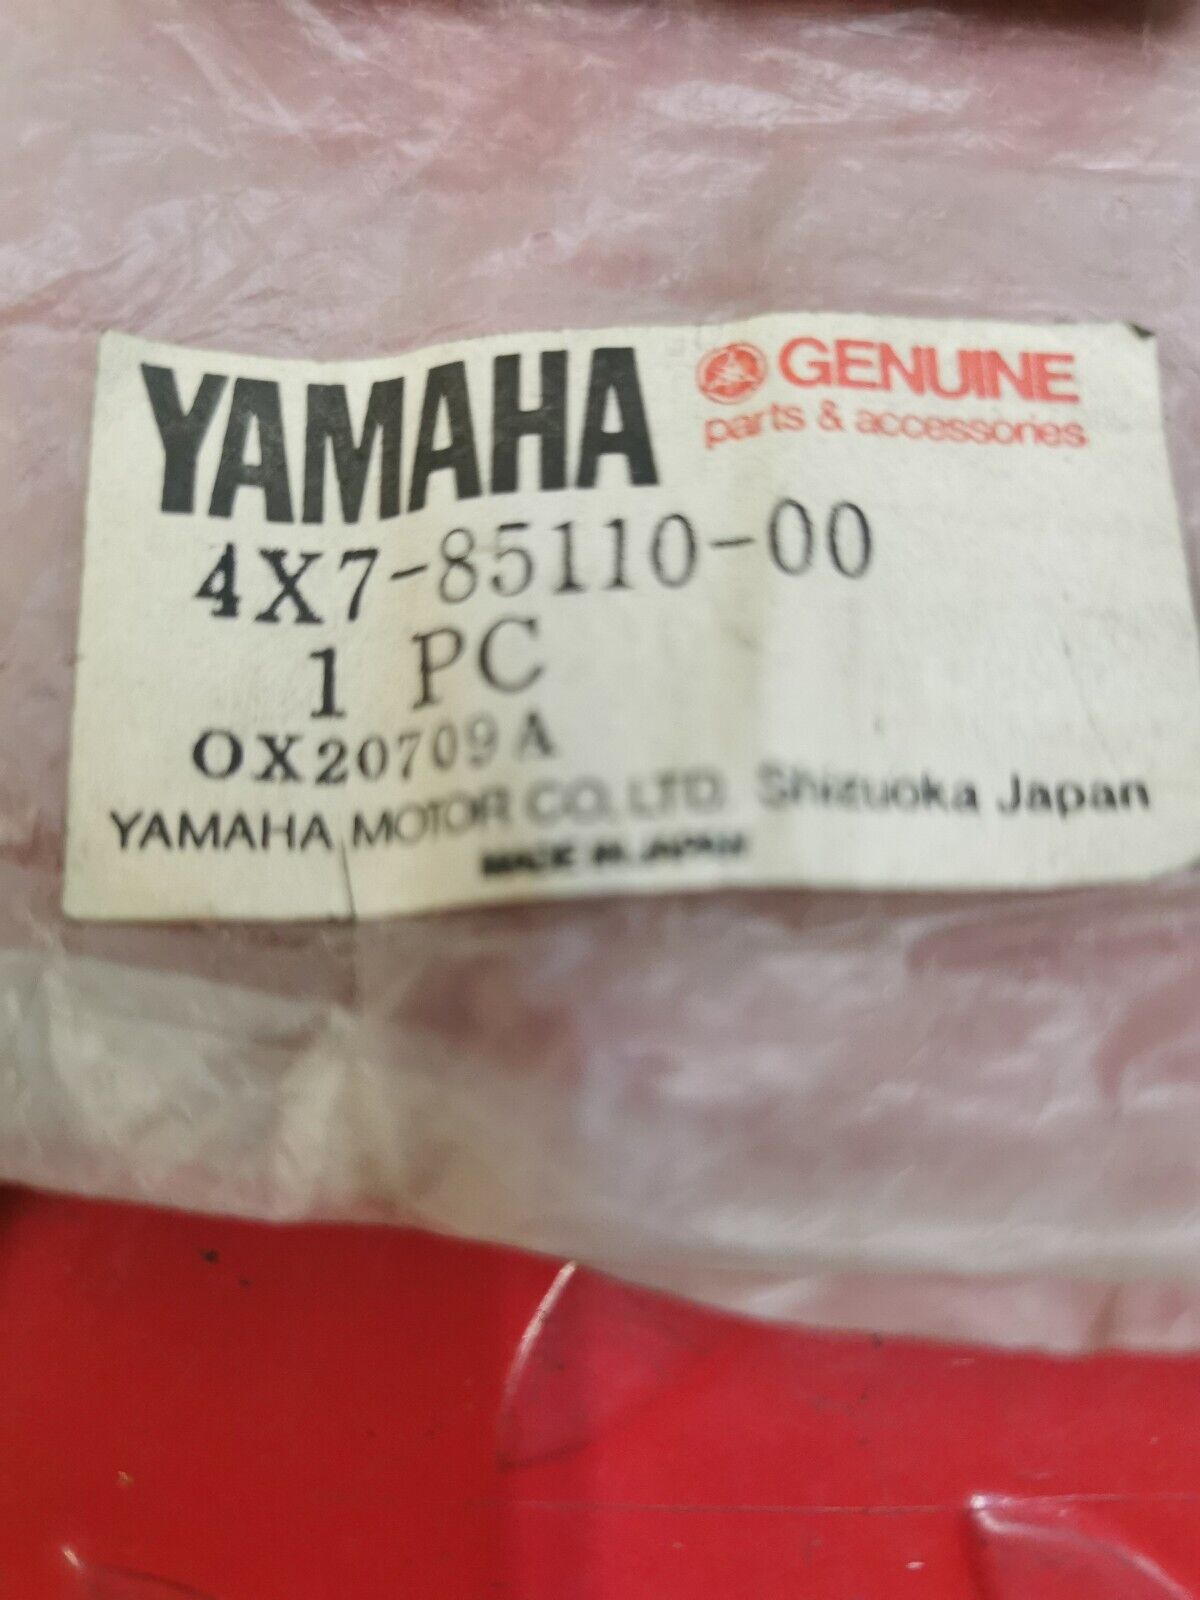 YAMAHA
GENUINE
parts & accessories
4X7-85110-00
1 PC
OX20709A
YAMAHA MOTOR CO., LTD. Shizuoka Japan
MADE IN JAPAN